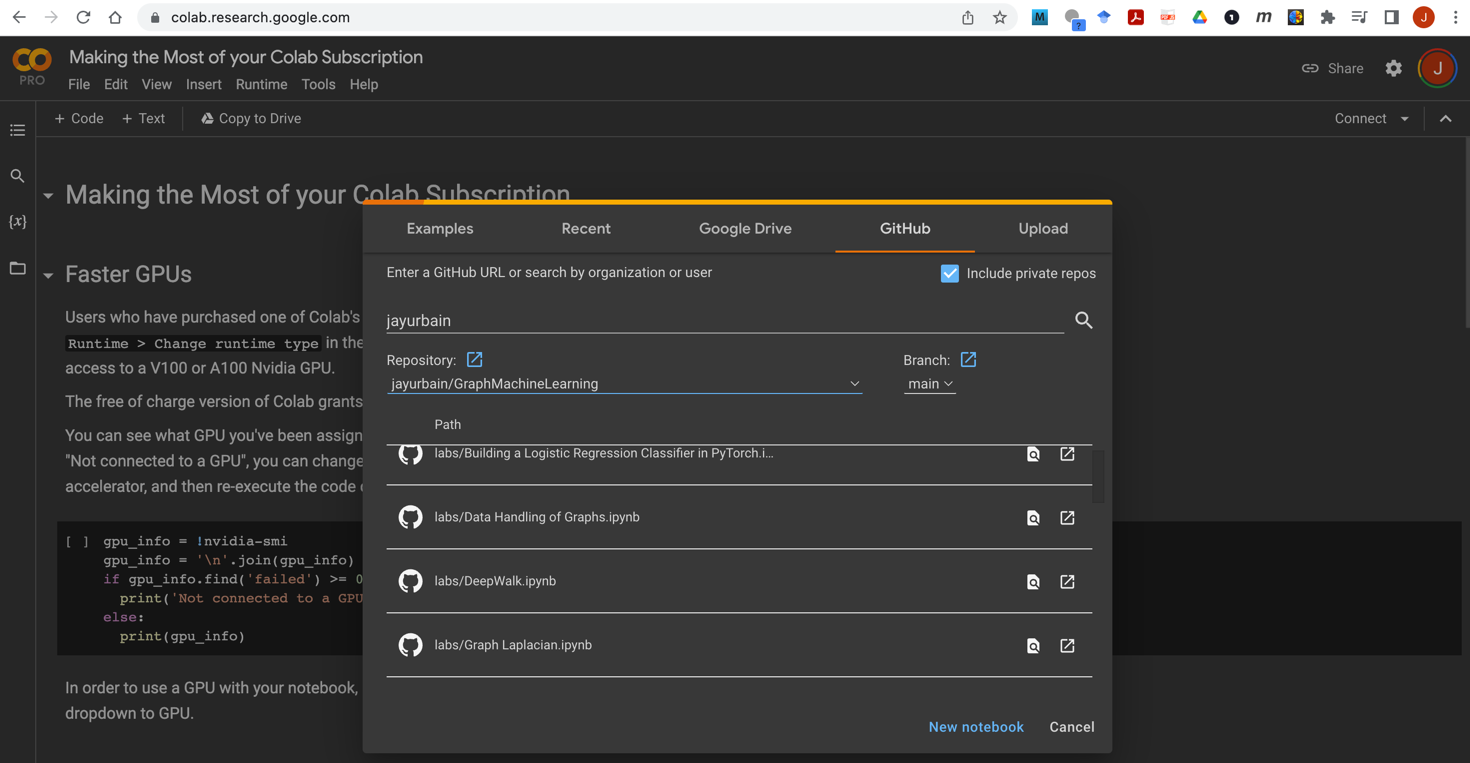 colab.research.google.com
Making the Most of your Colab Subscription
PRO
File Edit View Insert Runtime Tools Help
Share
J
+ Code + Text Copy to Drive
Connect
Making the Most of your Colab Subscription
Faster GPUs
Users who have purchased one of Colab's
Runtime > Change runtime type in the
access to a V100 or A100 Nvidia GPU.
The free of charge version of Colab grants
You can see what GPU you've been assign
"Not connected to a GPU", you can change
accelerator, and then re-execute the code
[ ] gpu_info = !nvidia-smi
gpu_info = '\n'.join(gpu_info)
if gpu_info.find('failed') >= 0
print('Not connected to a GPU
else:
print(gpu_info)
In order to use a GPU with your notebook,
dropdown to GPU.
Examples Recent Google Drive GitHub Upload
Enter a GitHub URL or search by organization or user
Include private repos
jayurbain
Repository:
Branch:
jayurbain/GraphMachineLearning
main
Path
labs/Building a Logistic Regression Classifier in PyTorch.i...
labs/Data Handling of Graphs.ipynb
labs/DeepWalk.ipynb
labs/Graph Laplacian.ipynb
New notebook Cancel